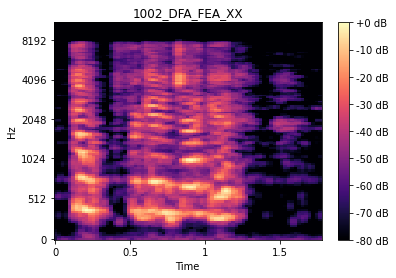 1002_DFA_FEA_XX
8192
4096
2048
1024
512
0
Hz
0
0.5
1
1.5
Time
+0 dB
-10 dB
-20 dB
-30 dB
-40 dB
-50 dB
-60 dB
-70 dB
-80 dB